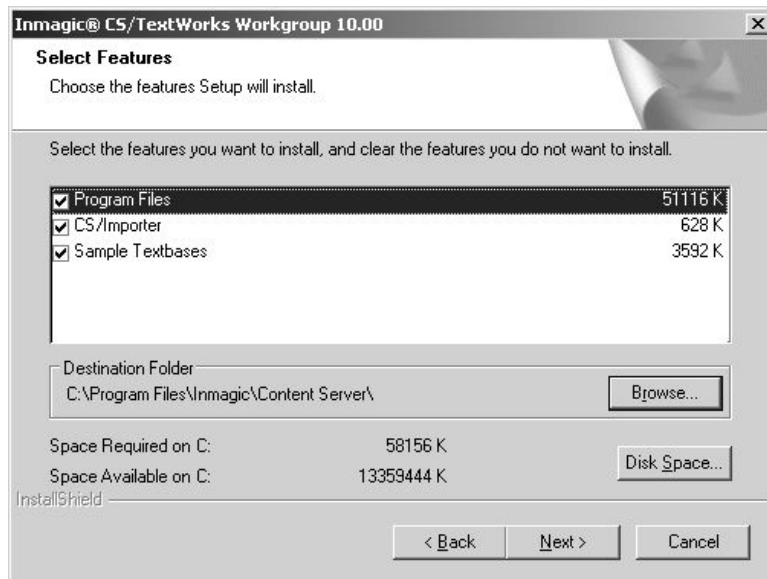 Inmagic® CS/TextWorks Workgroup 10.00
Select Features
Choose the features Setup will install.
Select the features you want to install, and clear the features you do not want to install.
Program Files 51116 K
CS/Importer 628 K
Sample Textbases 3592 K
Destination Folder
C:\Program Files\Inmagic\Content Server\
Browse...
Space Required on C: 58156 K
Space Available on C: 13359444 K
Disk Space...
InstallShield
< Back Next > Cancel